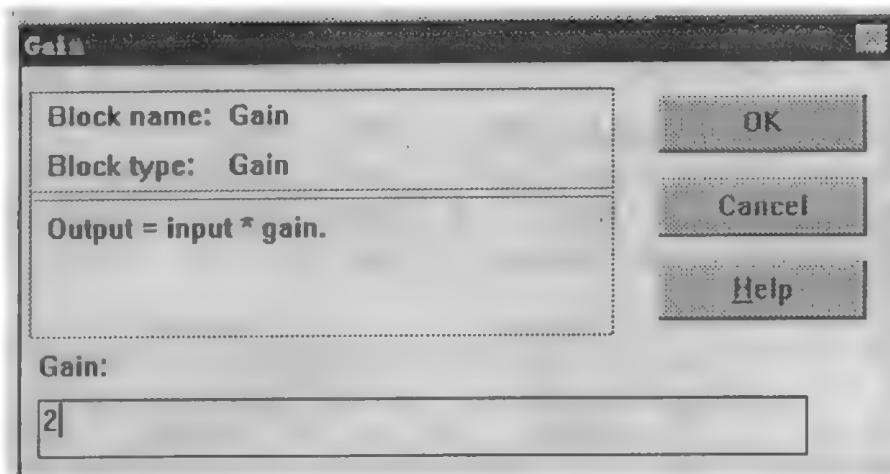 Gain
Block name: Gain
Block type: Gain
Output = input * gain.
OK
Cancel
Help
Gain:
2